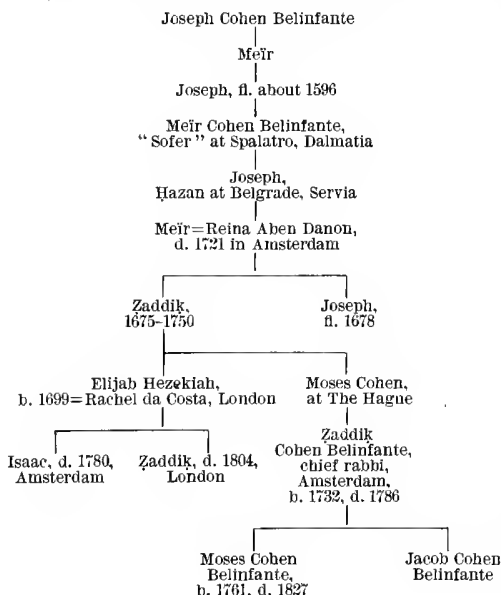 Joseph Cohen Belinfante
Meïr
Joseph, fl. about 1596
Meïr Cohen Belinfante,
“ Sofer ” at Spalatro, Dalmatia
Joseph,
Ḥazan at Belgrade, Servia
Meïr=Reina Aben Danon,
d. 1721 in Amsterdam
Ẓaddiḳ,
1675-1750
Joseph,
fl. 1678
Elijab Hezekiah,
b. 1699=Rachel da Costa, London
Moses Cohen,
at The Hague
Isaac, d. 1780,
Amsterdam
Ẓaddiḳ, d. 1804,
London
Ẓaddiḳ
Cohen Belinfante,
chief rabbi,
Amsterdam,
b. 1732, d. 1786
Moses Cohen
Belinfante,
b. 1761, d. 1827
Jacob Cohen
Belinfante